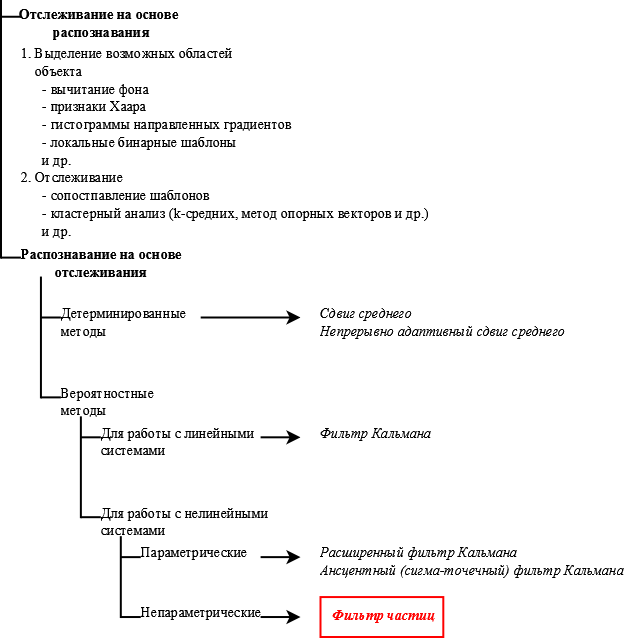 Отслеживание на основе
распознавания
1. Выделение возможных областей
объекта
- вычитание фона
- признаки Хаара
- гистограммы направленных градиентов
- локальные бинарные шаблоны
и др.
2. Отслеживание
- сопостпавление шаблонов
- кластерный анализ (k-средних, метод опорных векторов и др.)
и др.
Распознавание на основе
отслеживания
Детерминированные
методы
Сдвиг среднего
Непрерывно адаптивный сдвиг среднего
Вероятностные
методы
Для работы с линейными
системами
Фильтр Кальмана
Для работы с нелинейными
системами
Параметрические
Расширенный фильтр Кальмана
Ансцентный (сигма-точечный) фильтр Кальмана
Непараметрические
Фильтр частиц